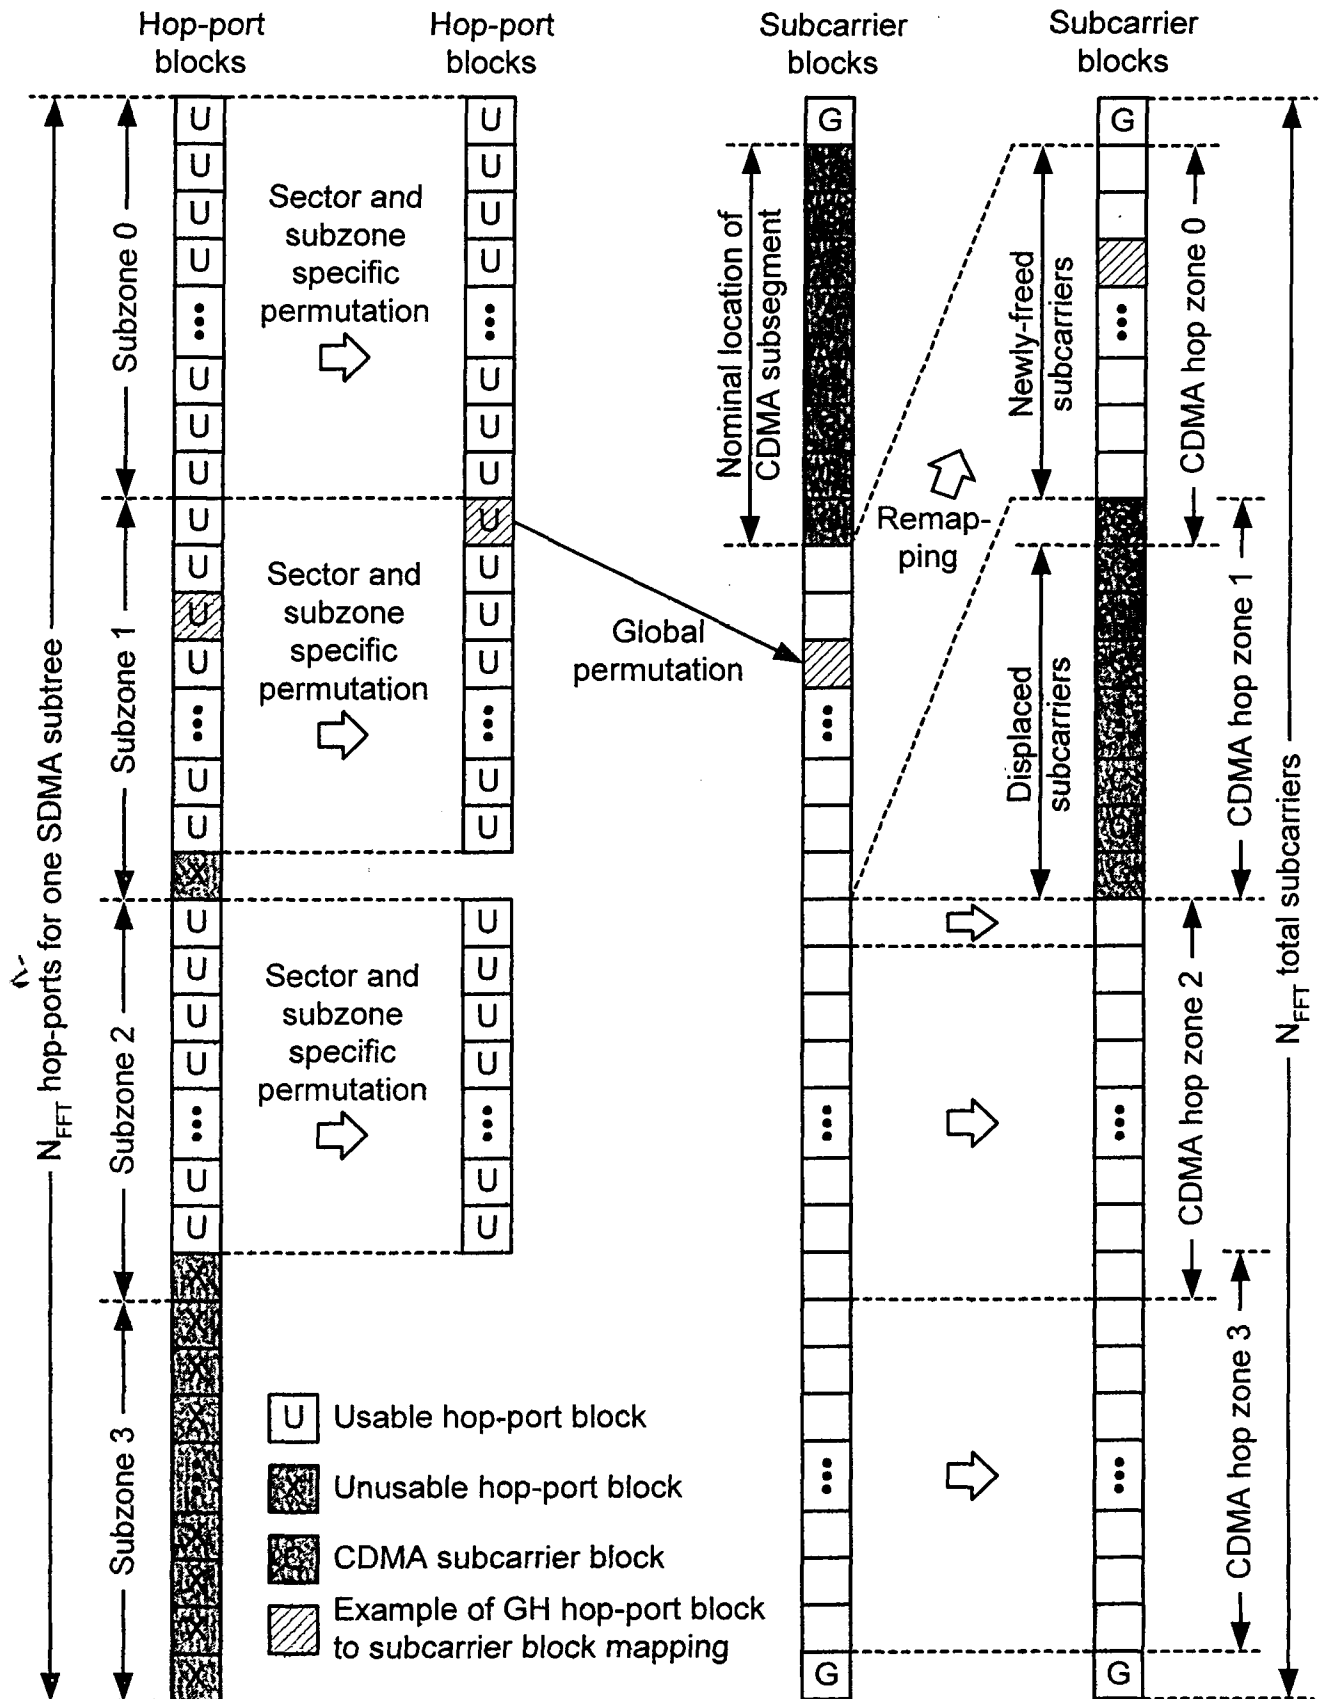 Hop-port
blocks
Hop-port
blocks
Subcarrier
blocks
Subcarrier
blocks
N_FFT hop-ports for one SDMA subtree
Subzone 0
Subzone 1
Subzone 2
Subzone 3
U
U
U
U
•••
U
U
U
U
U
U
U
•••
U
U
X
U
U
U
U
•••
U
U
X
X
X
X
X
X
X
X
Sector and
subzone
specific
permutation
Sector and
subzone
specific
permutation
Sector and
subzone
specific
permutation
U
U
U
U
•••
U
U
U
U
U
U
U
•••
U
U
U
U
U
U
•••
U
U
Global
permutation
Nominal location of
CDMA subsegment
G
•••
•••
•••
G
Remap-
ping
Newly-freed
subcarriers
Displaced
subcarriers
G
•••
•••
•••
G
CDMA hop zone 0
CDMA hop zone 1
CDMA hop zone 2
CDMA hop zone 3
N_FFT total subcarriers
U Usable hop-port block
X Unusable hop-port block
C CDMA subcarrier block
Example of GH hop-port block
to subcarrier block mapping